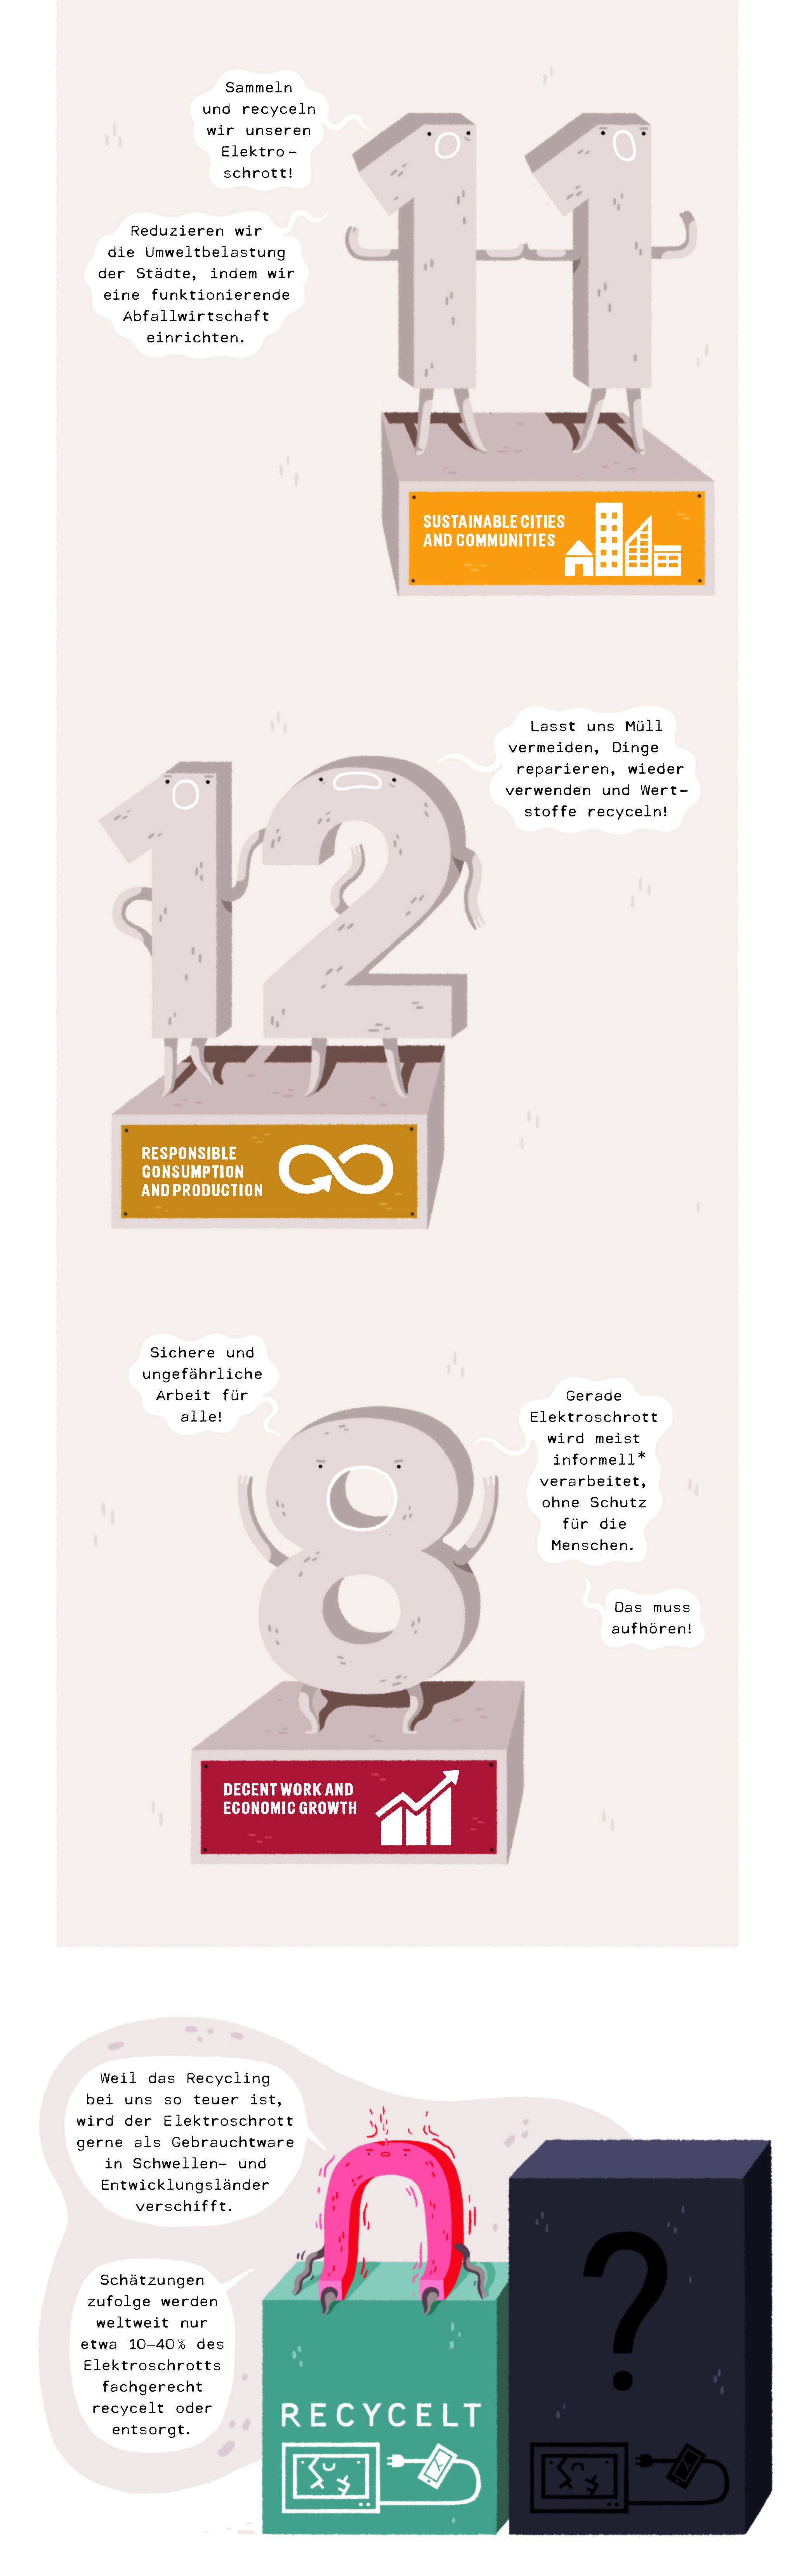 Sammeln
und recyceln
wir unseren
Elektro-
schrott!
Reduzieren wir
die Umweltbelastung
der Städte, indem wir
eine funktionierende
Abfallwirtschaft
einrichten.
SUSTAINABLE CITIES
AND COMMUNITIES
11
Lasst uns Müll
vermeiden, Dinge
reparieren, wieder
verwenden und Wert-
stoffe recyceln!
12
RESPONSIBLE
CONSUMPTION
AND PRODUCTION
Sichere und
ungefährliche
Arbeit für
alle!
Gerade
Elektroschrott
wird meist
informell*
verarbeitet,
ohne Schutz
für die
Menschen.
Das muss
aufhören!
8
DECENT WORK AND
ECONOMIC GROWTH
Weil das Recycling
bei uns so teuer ist,
wird der Elektroschrott
gerne als Gebrauchtware
in Schwellen- und
Entwicklungsländer
verschifft.
Schätzungen
zufolge werden
weltweit nur
etwa 10-40% des
Elektroschrotts
fachgerecht
recycelt oder
entsorgt.
RECYCELT
?